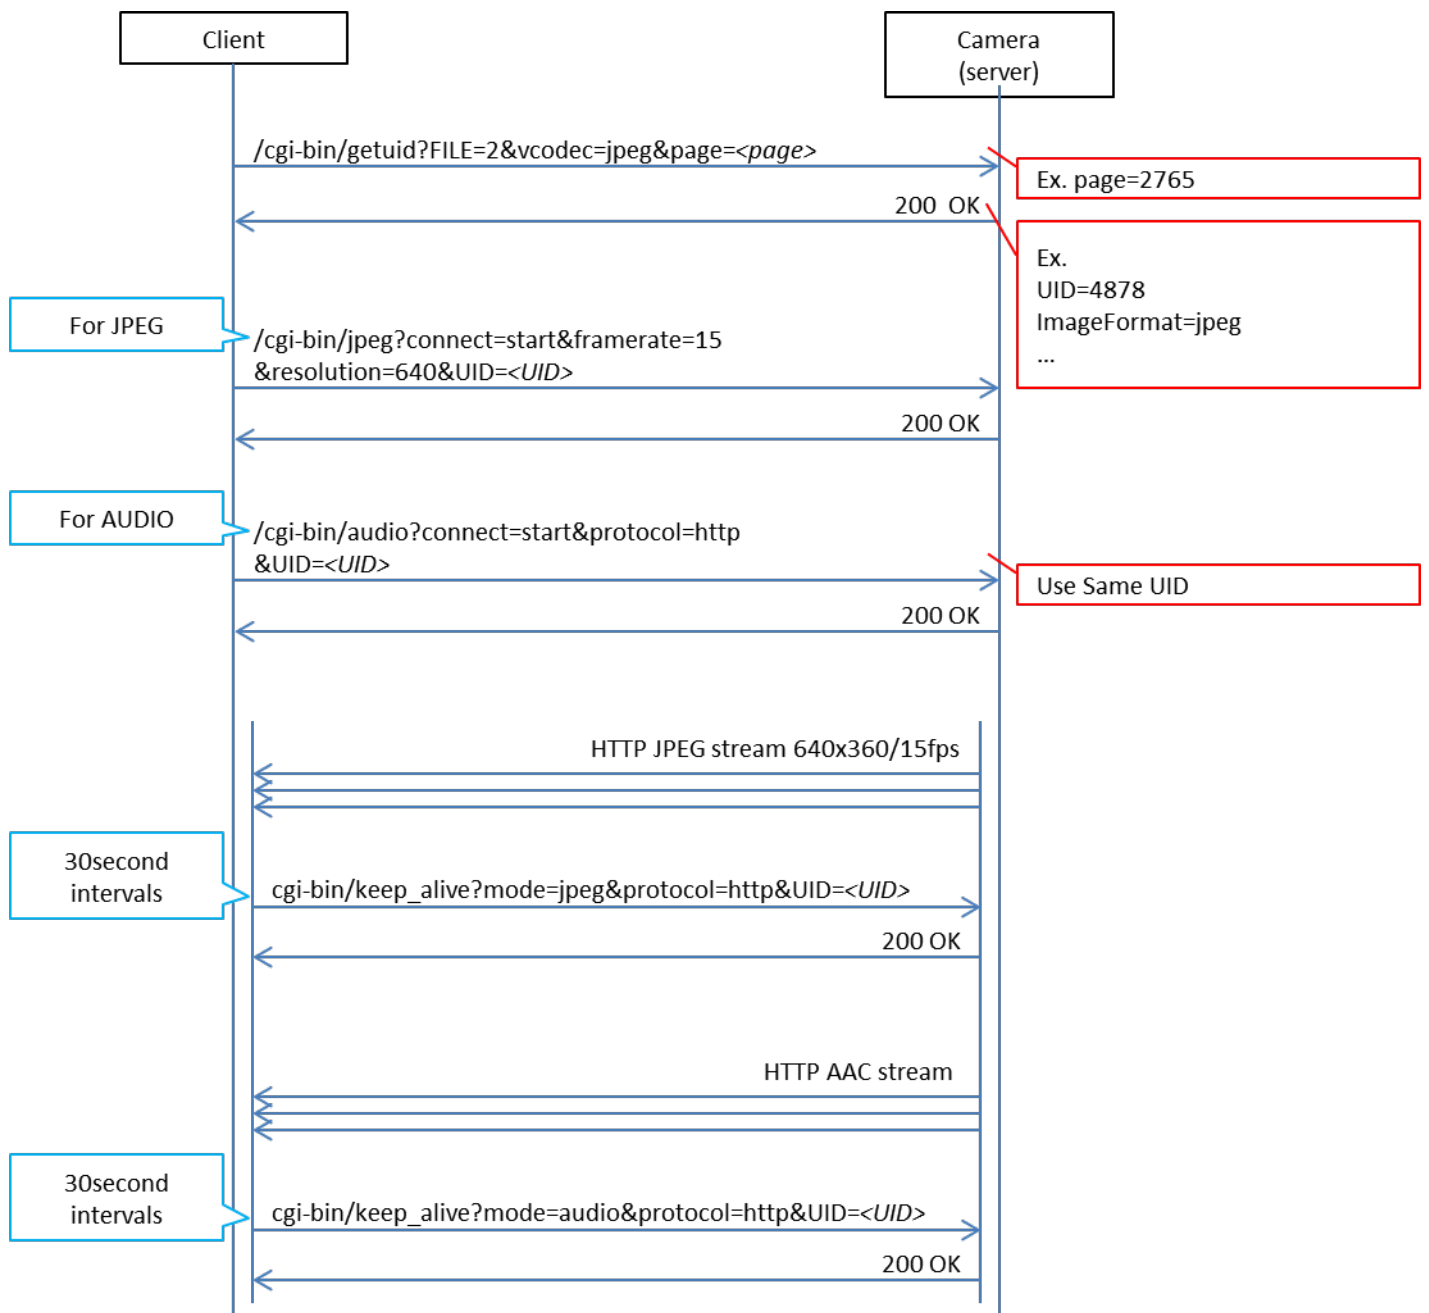 Client
Camera
(server)
/cgi-bin/getuid?FILE=2&vcodec=jpeg&page=<page>
Ex. page=2765
200  OK
Ex.
UID=4878
ImageFormat=jpeg
...
For JPEG
/cgi-bin/jpeg?connect=start&framerate=15
&resolution=640&UID=<UID>
200 OK
For AUDIO
/cgi-bin/audio?connect=start&protocol=http
&UID=<UID>
Use Same UID
200 OK
HTTP JPEG stream 640x360/15fps
30second
intervals
cgi-bin/keep_alive?mode=jpeg&protocol=http&UID=<UID>
200 OK
HTTP AAC stream
30second
intervals
cgi-bin/keep_alive?mode=audio&protocol=http&UID=<UID>
200 OK